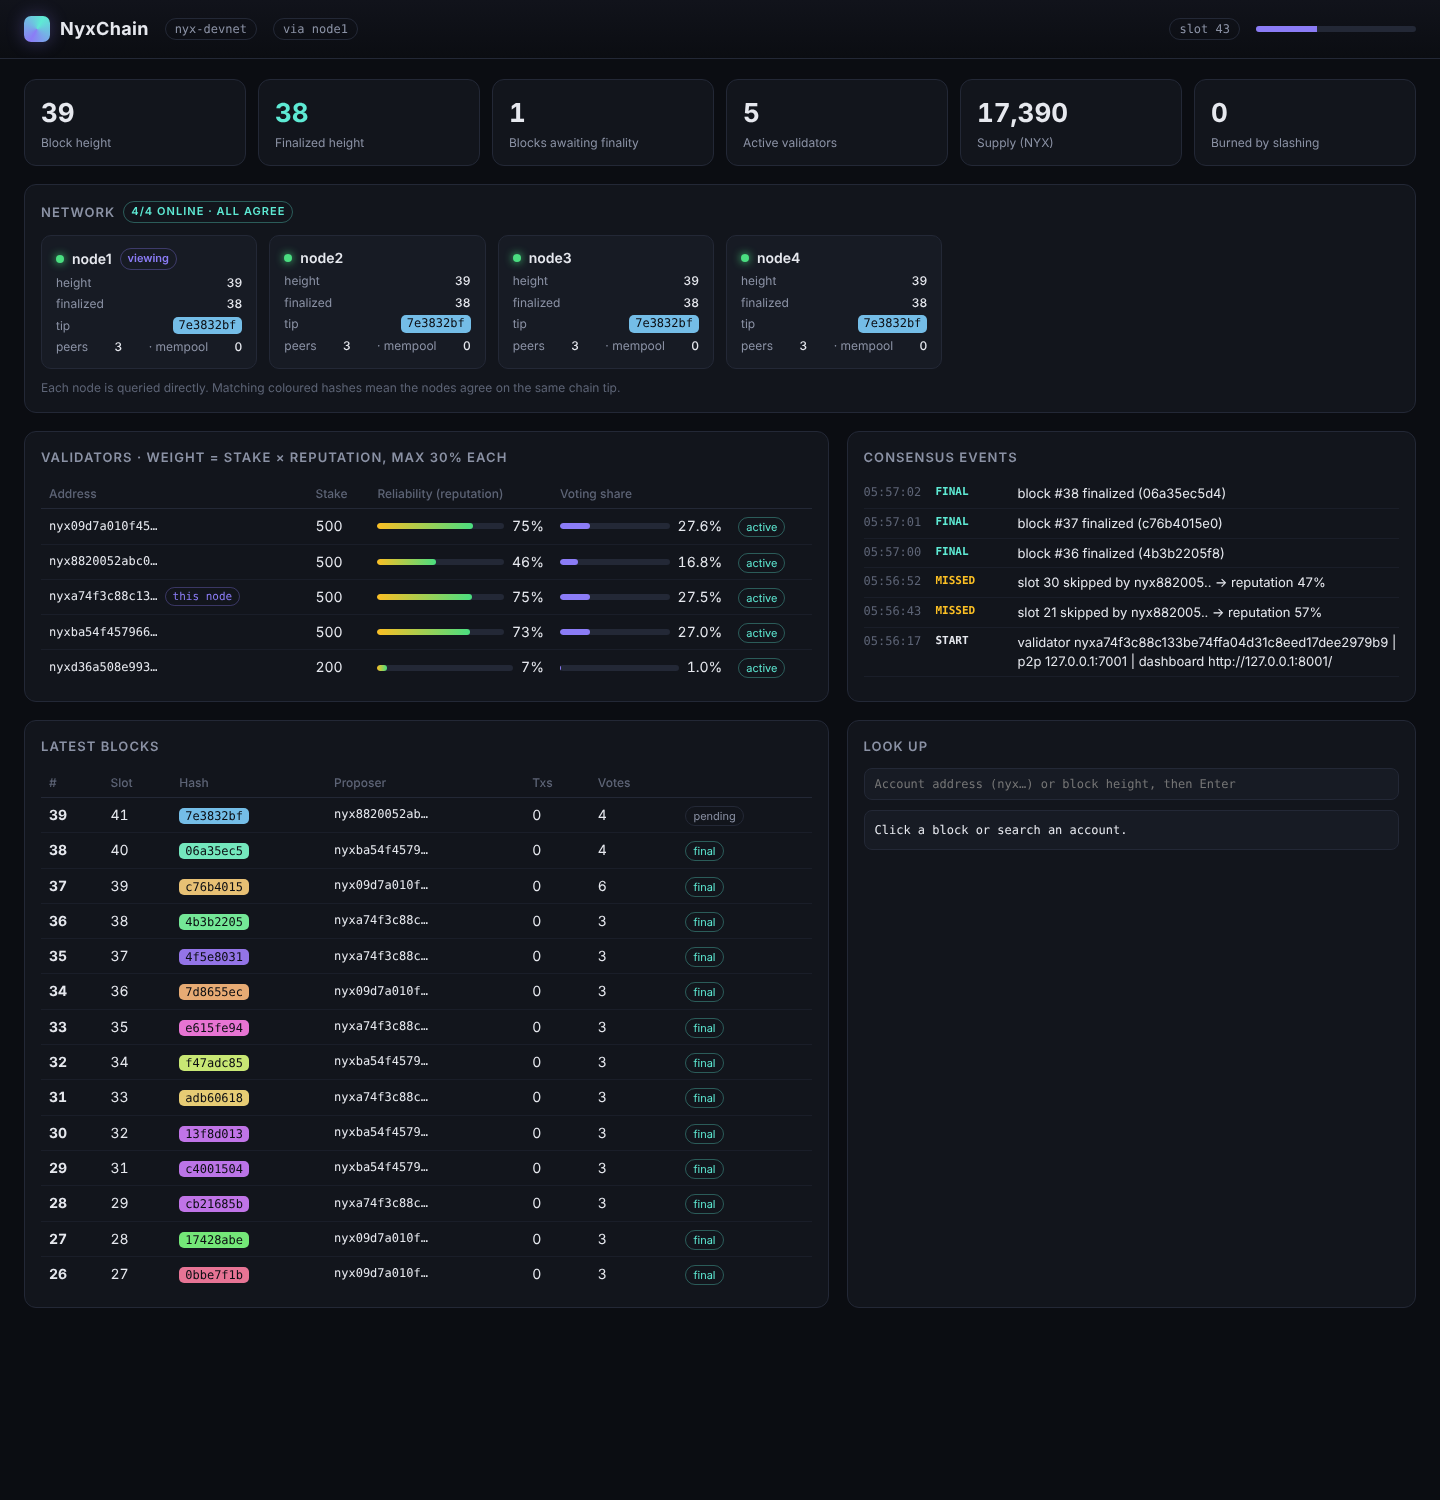 NyxChain nyx-devnet via node1 slot 43
39 38 1 5 17,390 0
Block height Finalized height Blocks awaiting finality Active validators Supply (NYX) Burned by slashing
NETWORK 4/4 ONLINE · ALL AGREE
node1 viewing
height 39
finalized 38
tip 7e3832bf
peers 3 · mempool 0
node2
height 39
finalized 38
tip 7e3832bf
peers 3 · mempool 0
node3
height 39
finalized 38
tip 7e3832bf
peers 3 · mempool 0
node4
height 39
finalized 38
tip 7e3832bf
peers 3 · mempool 0
Each node is queried directly. Matching coloured hashes mean the nodes agree on the same chain tip.
VALIDATORS · WEIGHT = STAKE × REPUTATION, MAX 30% EACH
Address Stake Reliability (reputation) Voting share
nyx09d7a010f45… 500 75% 27.6% active
nyx8820052abc0… 500 46% 16.8% active
nyxa74f3c88c13… this node 500 75% 27.5% active
nyxba54f457966… 500 73% 27.0% active
nyxd36a508e993… 200 7% 1.0% active
CONSENSUS EVENTS
05:57:02 FINAL block #38 finalized (06a35ec5d4)
05:57:01 FINAL block #37 finalized (c76b4015e0)
05:57:00 FINAL block #36 finalized (4b3b2205f8)
05:56:52 MISSED slot 30 skipped by nyx882005.. → reputation 47%
05:56:43 MISSED slot 21 skipped by nyx882005.. → reputation 57%
05:56:17 START validator nyxa74f3c88c133be74ffa04d31c8eed17dee2979b9 |
p2p 127.0.0.1:7001 | dashboard http://127.0.0.1:8001/
LATEST BLOCKS
# Slot Hash Proposer Txs Votes
39 41 7e3832bf nyx8820052ab… 0 4 pending
38 40 06a35ec5 nyxba54f4579… 0 4 final
37 39 c76b4015 nyx09d7a010f… 0 6 final
36 38 4b3b2205 nyxa74f3c88c… 0 3 final
35 37 4f5e8031 nyxa74f3c88c… 0 3 final
34 36 7d8655ec nyx09d7a010f… 0 3 final
33 35 e615fe94 nyxa74f3c88c… 0 3 final
32 34 f47adc85 nyxba54f4579… 0 3 final
31 33 adb60618 nyxa74f3c88c… 0 3 final
30 32 13f8d013 nyxba54f4579… 0 3 final
29 31 c4001504 nyxba54f4579… 0 3 final
28 29 cb21685b nyxa74f3c88c… 0 3 final
27 28 17428abe nyx09d7a010f… 0 3 final
26 27 0bbe7f1b nyx09d7a010f… 0 3 final
LOOK UP
Account address (nyx…) or block height, then Enter
Click a block or search an account.